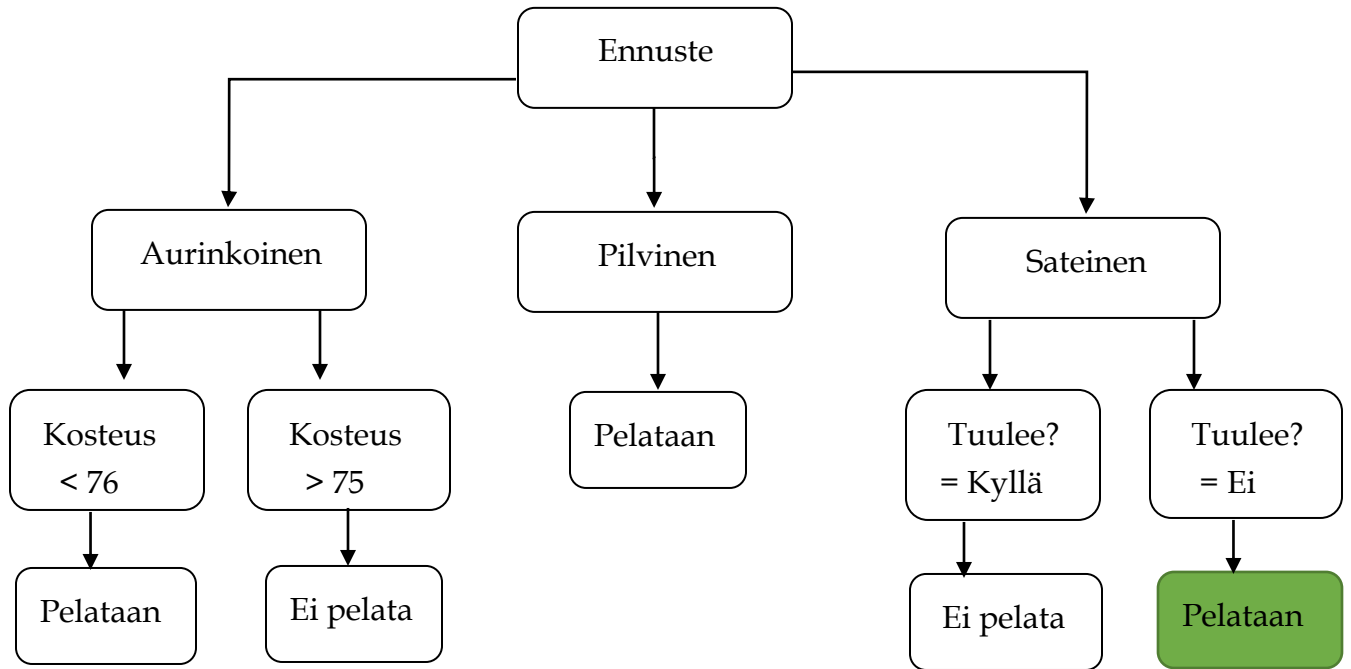 Ennuste
Aurinkoinen
Pilvinen
Sateinen
Kosteus
< 76
Kosteus
> 75
Pelataan
Tuulee?
= Kyllä
Tuulee?
= Ei
Pelataan
Ei pelata
Ei pelata
Pelataan